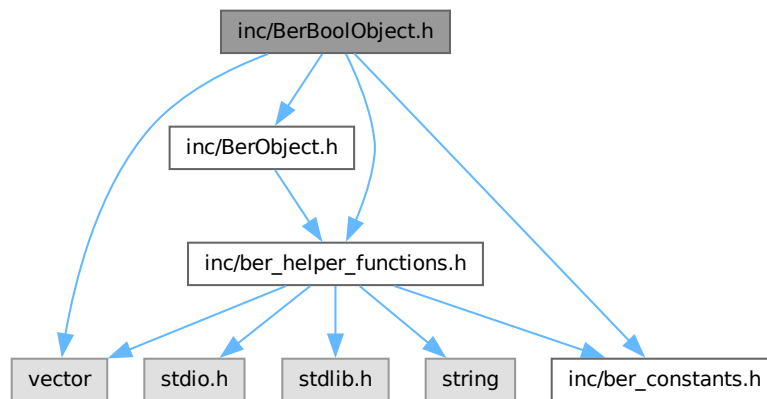 inc/BerBoolObject.h
inc/BerObject.h
inc/ber_helper_functions.h
vector
stdio.h
stdlib.h
string
inc/ber_constants.h